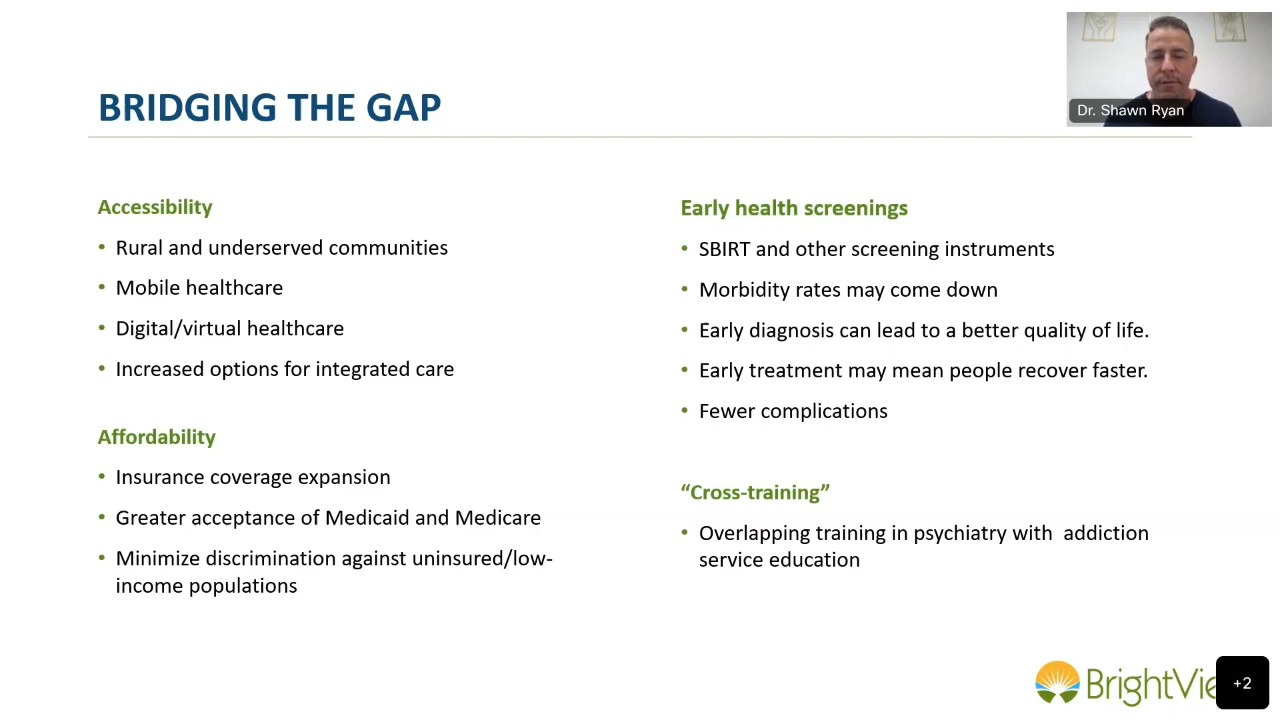 BRIDGING THE GAP
Dr. Shawn Ryan
Accessibility
• Rural and underserved communities
• Mobile healthcare
• Digital/virtual healthcare
• Increased options for integrated care
Affordability
• Insurance coverage expansion
• Greater acceptance of Medicaid and Medicare
• Minimize discrimination against uninsured/low-
income populations
Early health screenings
• SBIRT and other screening instruments
• Morbidity rates may come down
• Early diagnosis can lead to a better quality of life.
• Early treatment may mean people recover faster.
• Fewer complications
“Cross-training”
• Overlapping training in psychiatry with  addiction
service education
BrightVie
+2